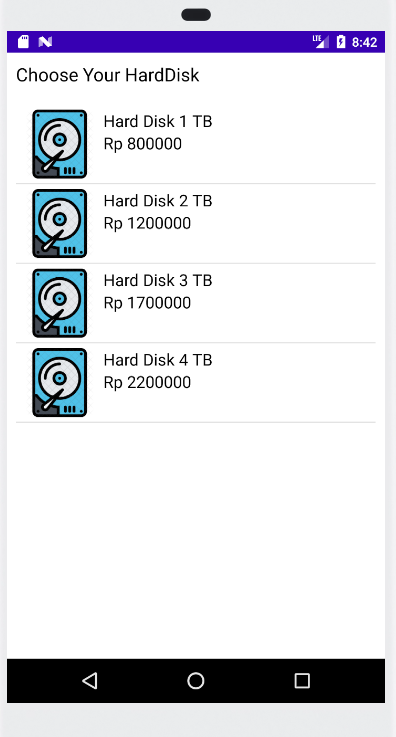 LTE 8:42
Choose Your HardDisk
Hard Disk 1 TB
Rp 800000
Hard Disk 2 TB
Rp 1200000
Hard Disk 3 TB
Rp 1700000
Hard Disk 4 TB
Rp 2200000